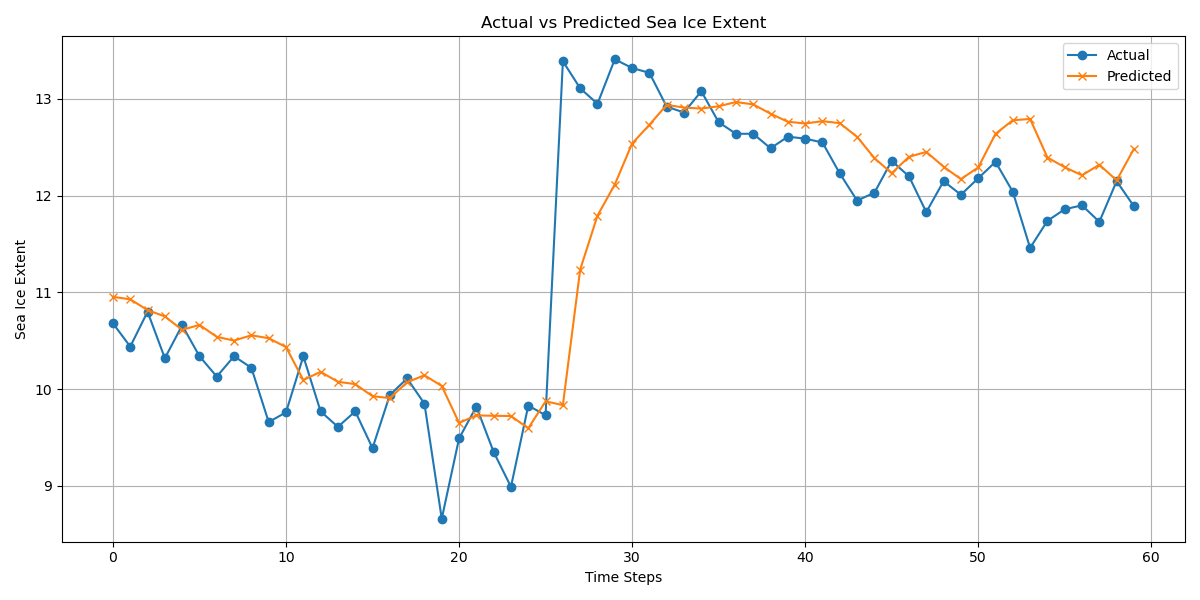 Actual vs Predicted Sea Ice Extent
Actual
Predicted
13
12
11
10
9
Sea Ice Extent
0 10 20 30 40 50 60
Time Steps